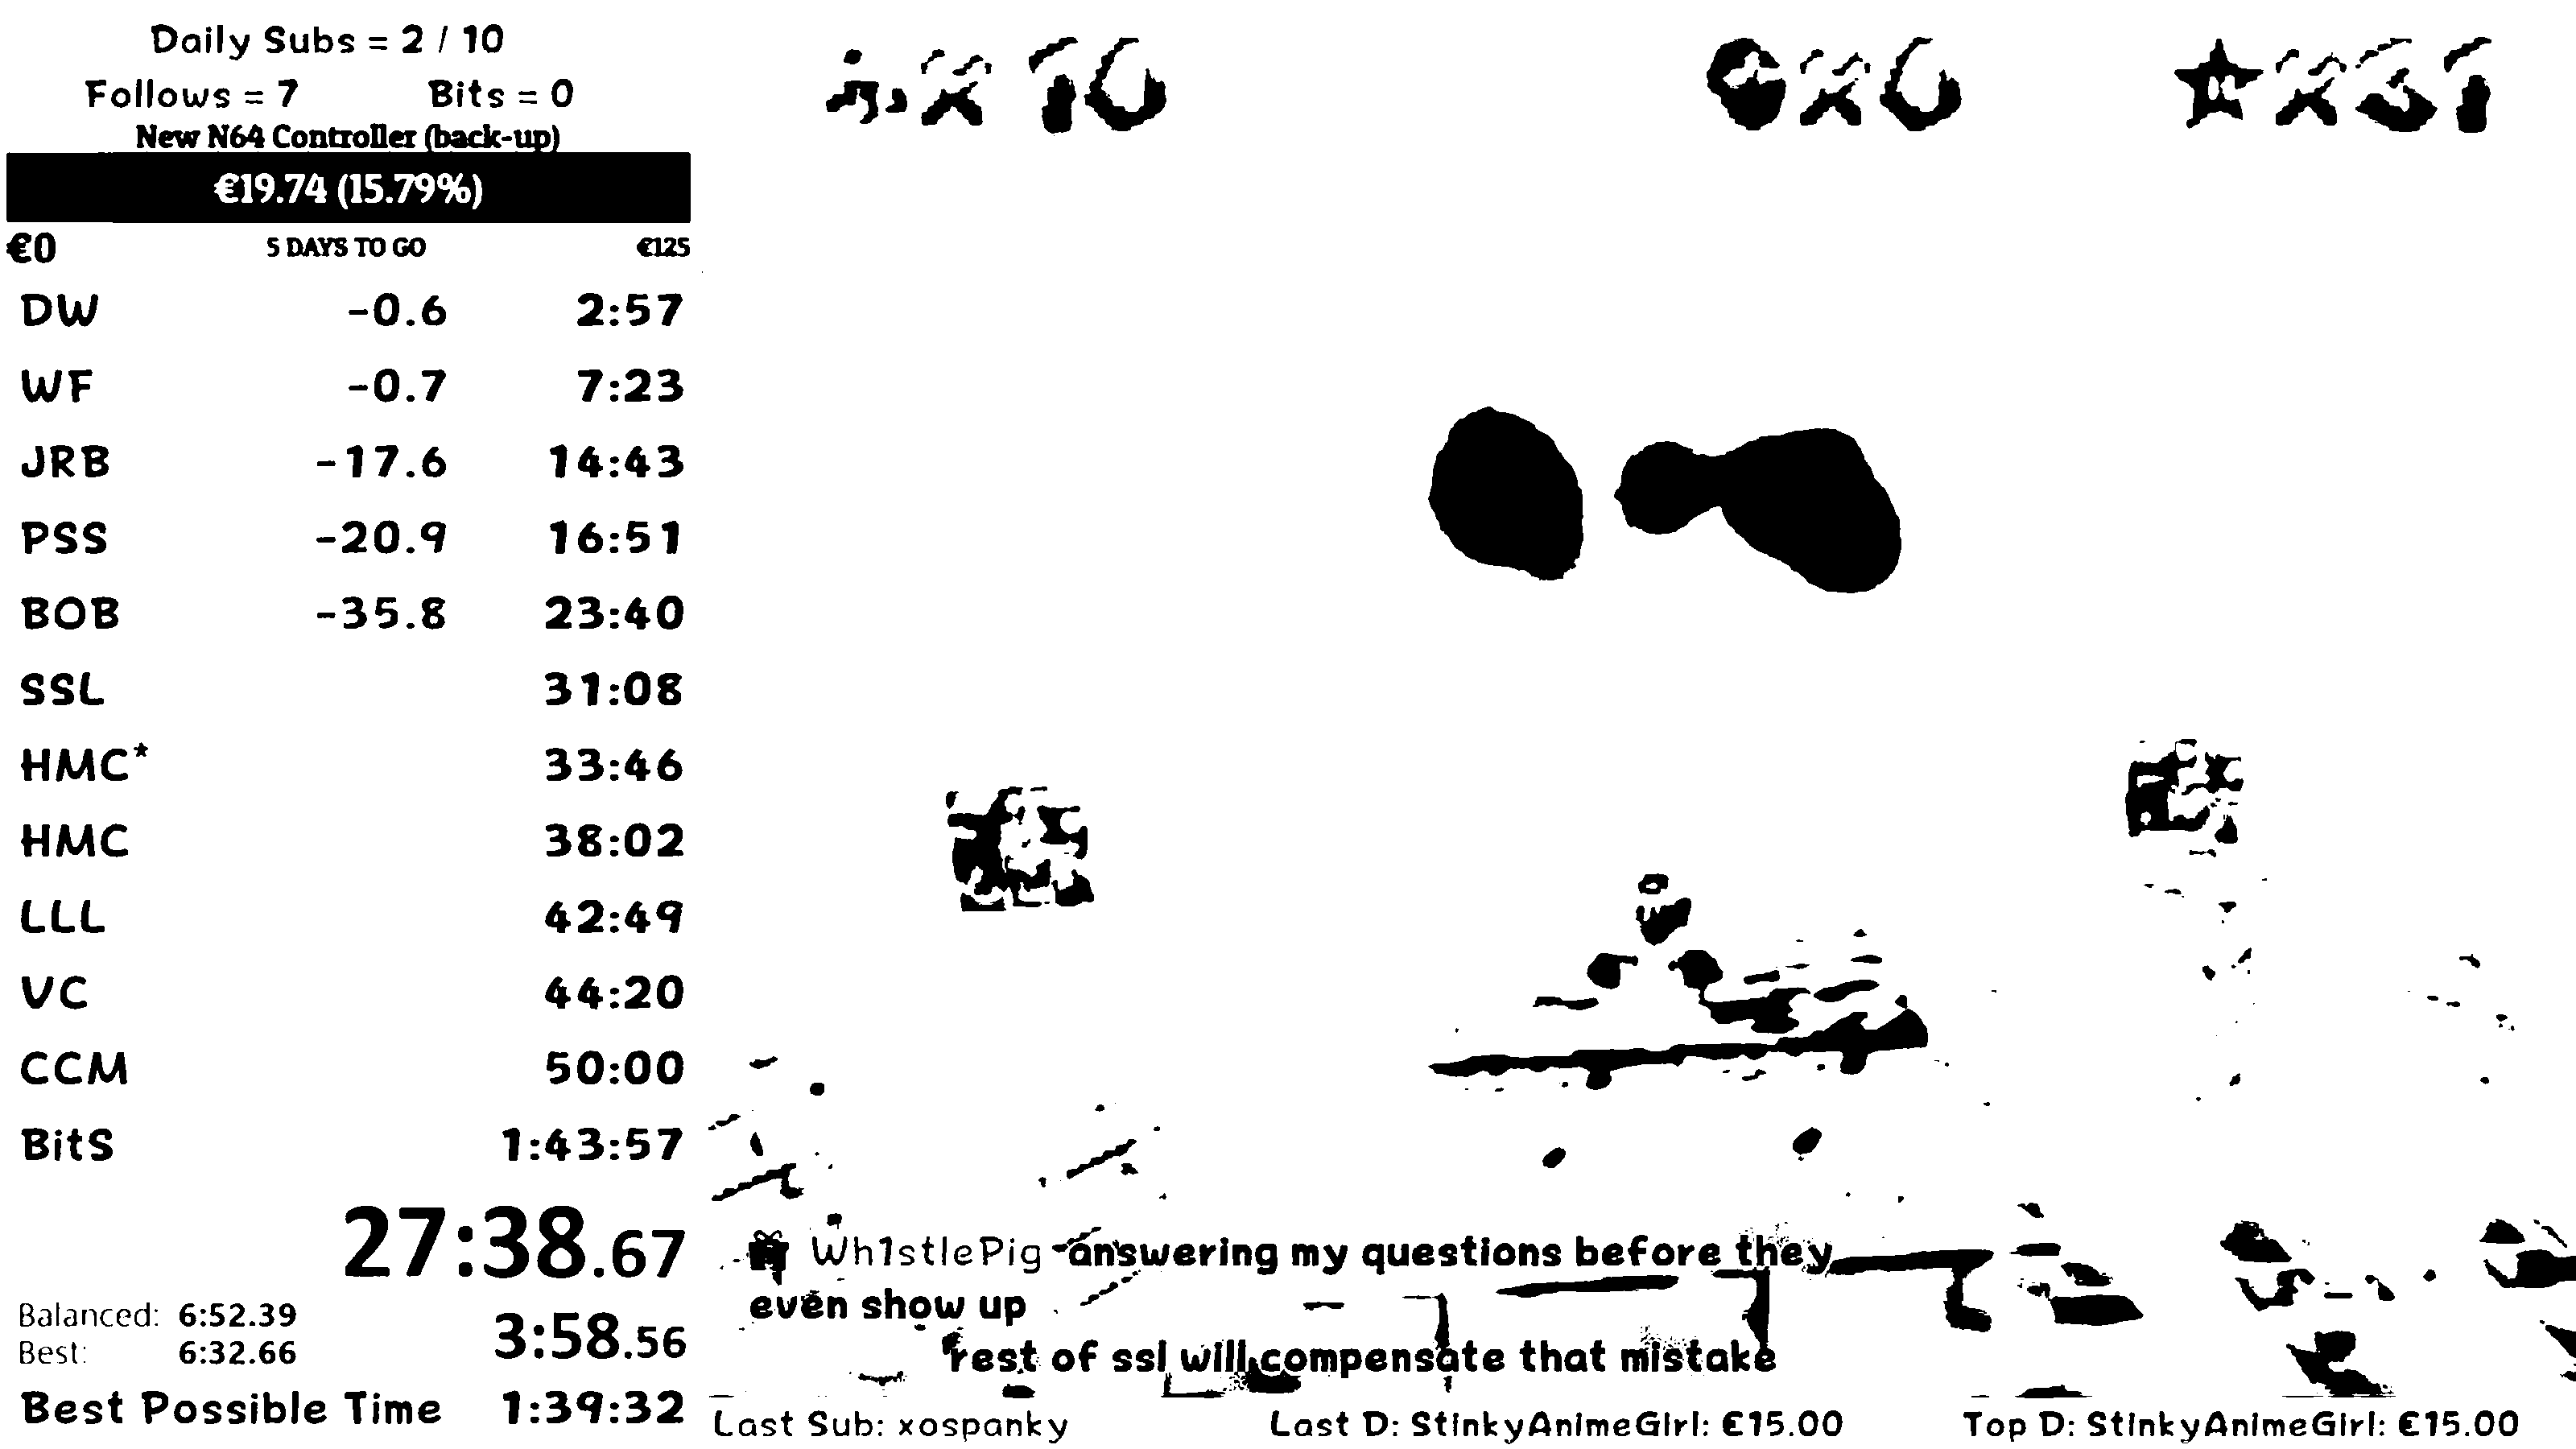 Daily Subs = 2 / 10
Follows = 7 Bits = 0
New N64 Controller (back-up)
€19.74 (15.79%)
€0 5 DAYS TO GO €125
DW -0.6 2:57
WF -0.7 7:23
JRB -17.6 14:43
PSS -20.9 16:51
BOB -35.8 23:40
SSL 31:08
HMC* 33:46
HMC 38:02
LLL 42:49
VC 44:20
CCM 50:00
BitS 1:43:57
27:38.67
Balanced: 6:52.39
Best: 6:32.66
3:58.56
Best Possible Time 1:39:32
Wh1stlePig answering my questions before they
even show up
rest of ssl will compensate that mistake
Last Sub: xospanky
Last D: StinkyAnimeGirl: €15.00
Top D: StinkyAnimeGirl: €15.00